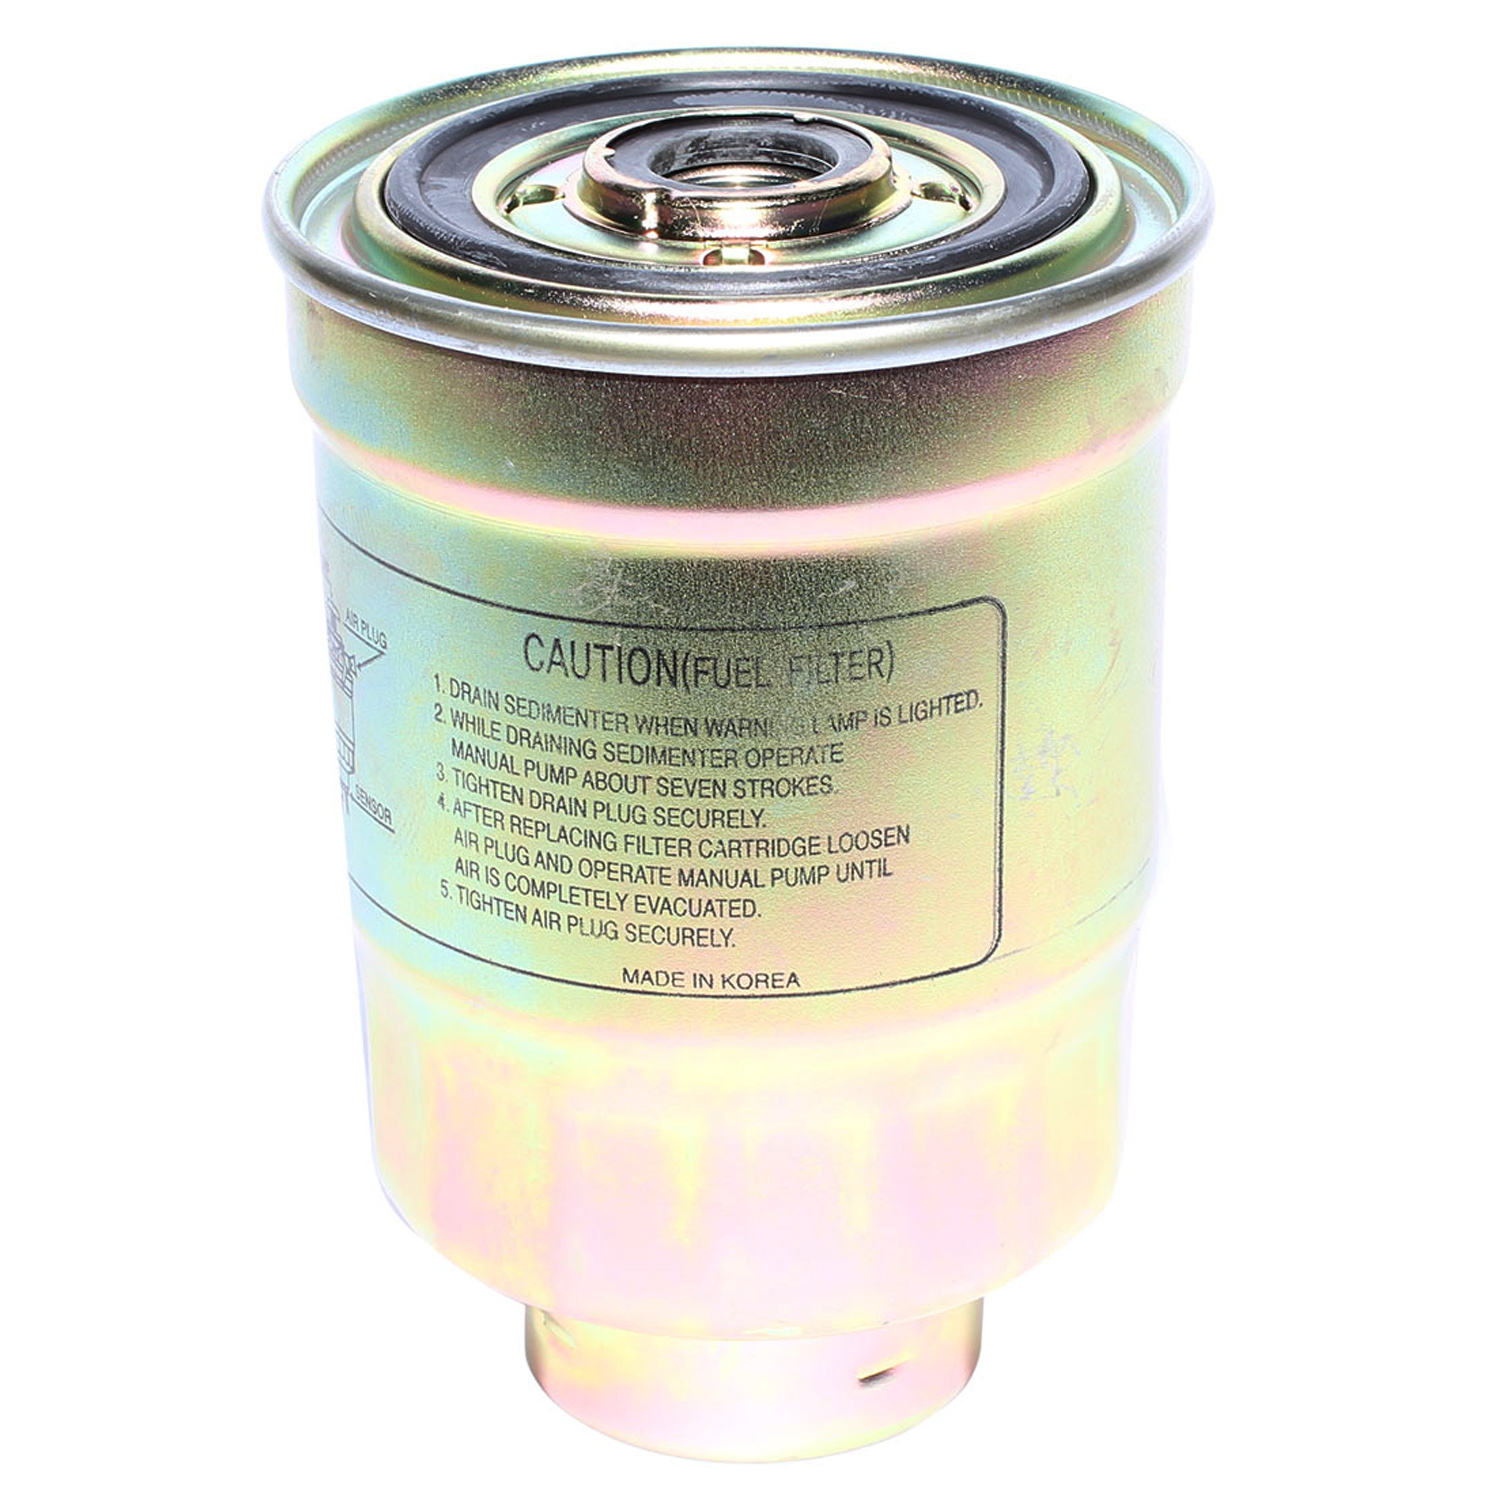 AIR PLUG
SENSOR
CAUTION(FUEL FILTER)
1. DRAIN SEDIMENTER WHEN WARNING LAMP IS LIGHTED.
2. WHILE DRAINING SEDIMENTER OPERATE
MANUAL PUMP ABOUT SEVEN STROKES.
3. TIGHTEN DRAIN PLUG SECURELY.
4. AFTER REPLACING FILTER CARTRIDGE LOOSEN
AIR PLUG AND OPERATE MANUAL PUMP UNTIL
AIR IS COMPLETELY EVACUATED.
5. TIGHTEN AIR PLUG SECURELY.
MADE IN KOREA